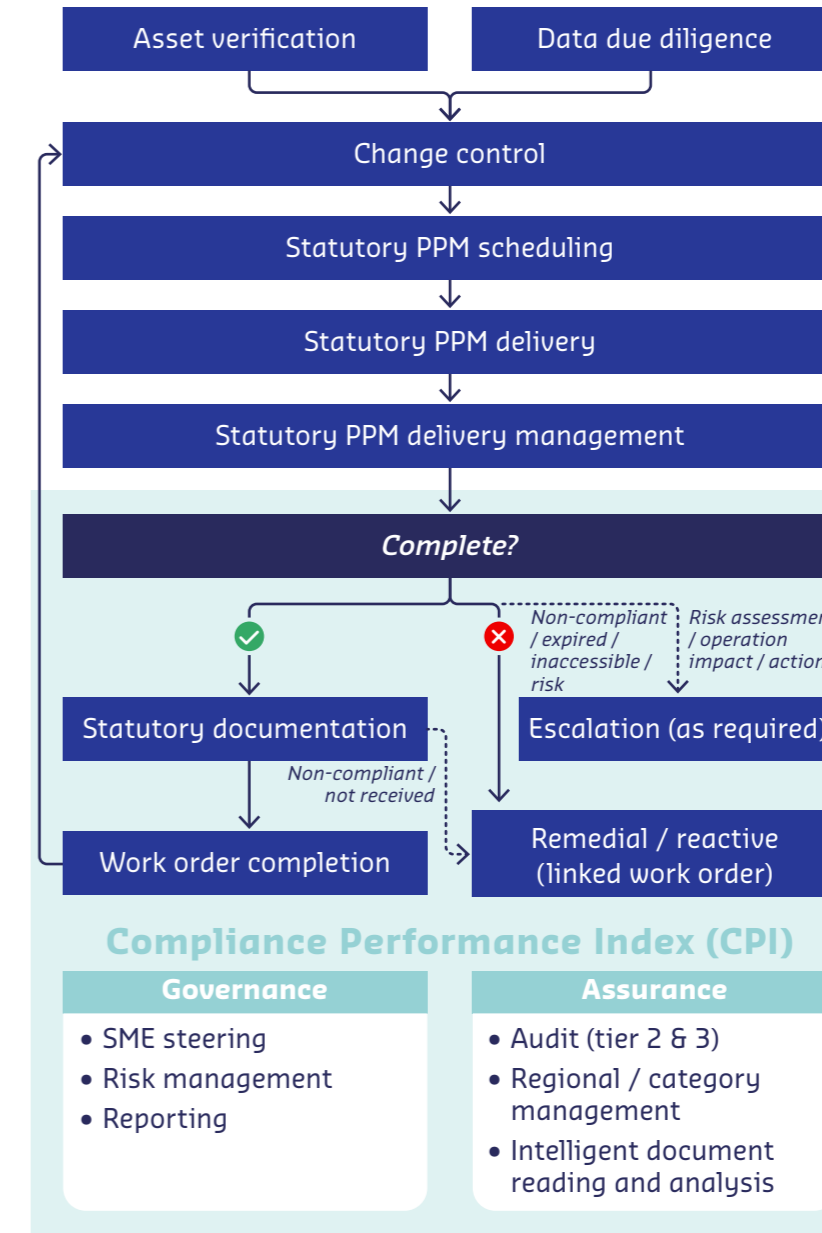 Asset verification
Data due diligence
Change control
Statutory PPM scheduling
Statutory PPM delivery
Statutory PPM delivery management
Complete?
Non-compliant
/ expired /
inaccessible /
risk
Risk
/ operation
impact / action
Statutory documentation
Escalation (as required)
Non-compliant /
not received
Work order completion
Remedial / reactive
(linked work order)
Compliance Performance Index (CPI)
Governance
• SME steering
• Risk management
• Reporting
Assurance
• Audit (tier 2 & 3)
• Regional / category
management
• Intelligent document
reading and analysis